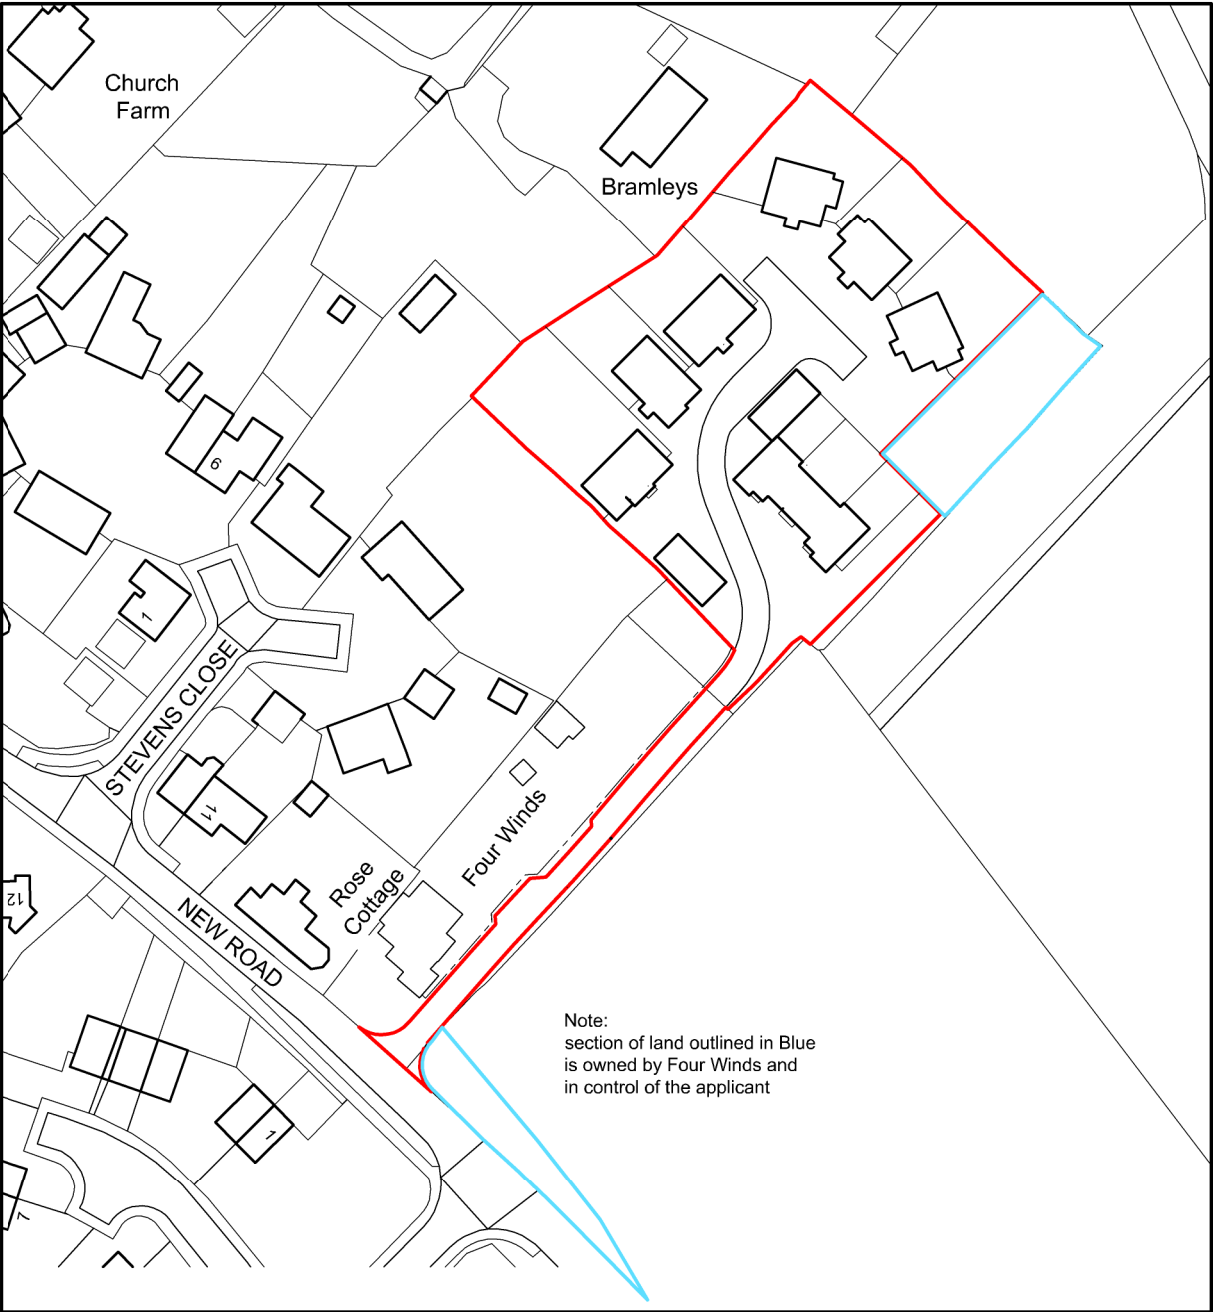 Church
Farm
Bramleys
6
1
STEVENS CLOSE
11
Four Winds
Rose
Cottage
12
NEW ROAD
Note:
section of land outlined in Blue
is owned by Four Winds and
in control of the applicant
1
7